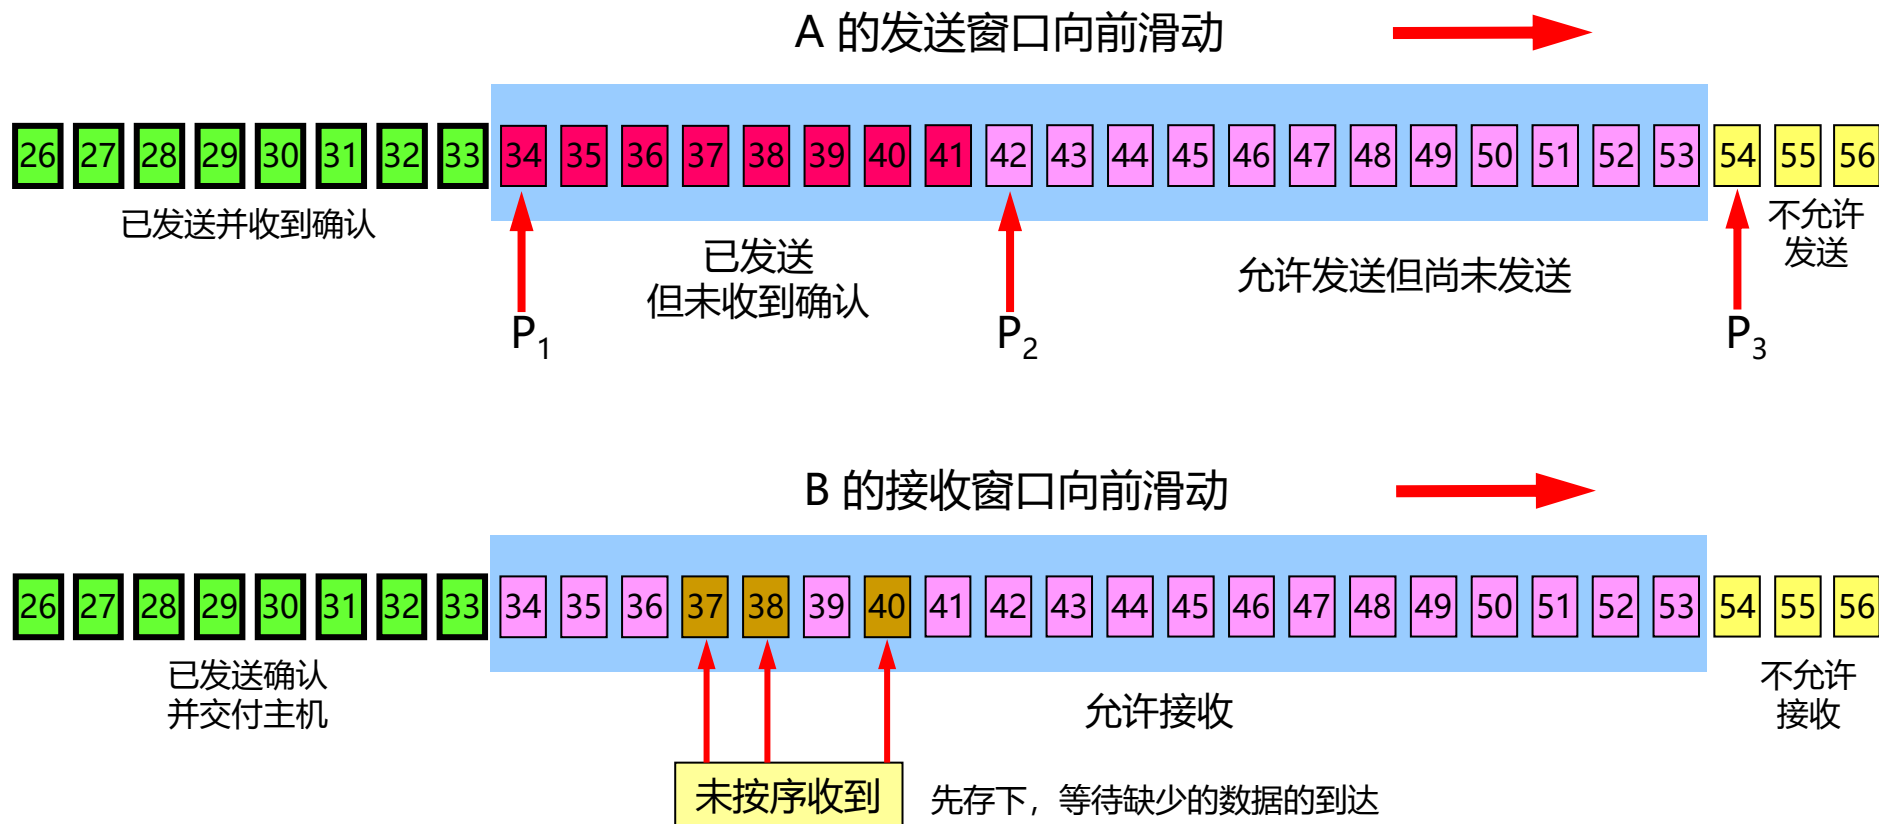 A 的发送窗口向前滑动
26 27 28 29 30 31 32 33 34 35 36 37 38 39 40 41 42 43 44 45 46 47 48 49 50 51 52 53 54 55 56
已发送并收到确认
已发送
但未收到确认
允许发送但尚未发送
不允许
发送
P1 P2 P3
B 的接收窗口向前滑动
26 27 28 29 30 31 32 33 34 35 36 37 38 39 40 41 42 43 44 45 46 47 48 49 50 51 52 53 54 55 56
已发送确认
并交付主机
允许接收
不允许
接收
未按序收到
先存下，等待缺少的数据的到达